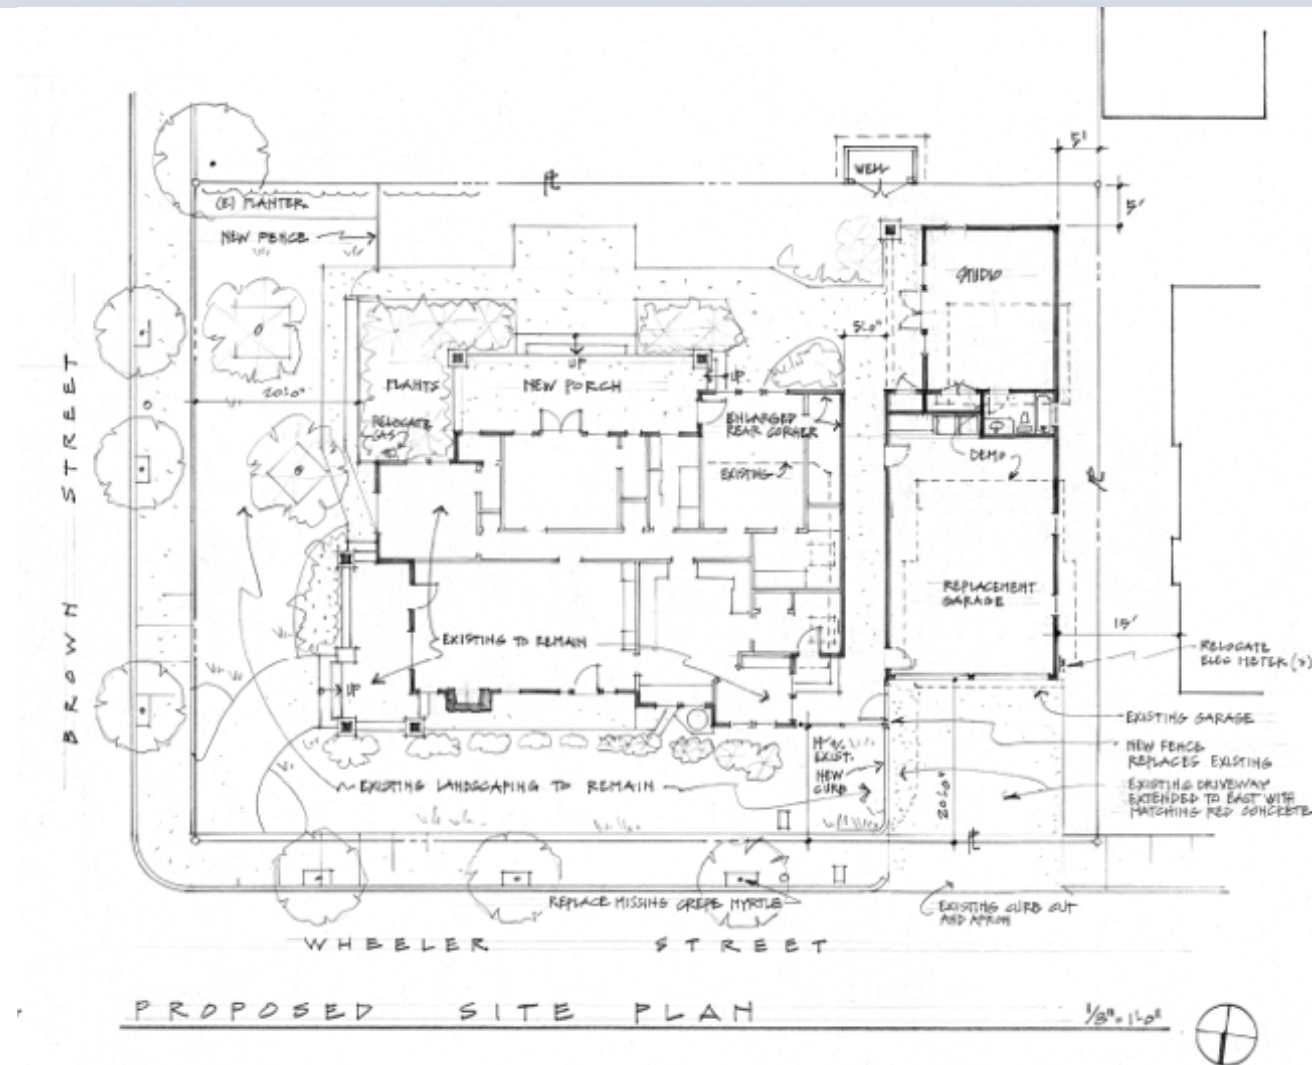 5'
WELL
5'
(E) PLANTER
NEW FENCE
STUDIO
5'-0"
UP
UP
PLANTS
NEW PORCH
20'-0"
RELOCATE
GAS
ENLARGED
REAR CORNER
DEMO
EXISTING
REPLACEMENT
GARAGE
15'
EXISTING TO REMAIN
RELOCATE
ELEC METER (S)
UP
EXISTING GARAGE
NEW FENCE
REPLACES EXISTING
EXIST.
NEW
CURB
EXISTING LANDSCAPING TO REMAIN
20'-0"
EXISTING DRIVEWAY
EXTENDED TO EAST WITH
MATCHING RED CONCRETE
BROWN STREET
REPLACE MISSING CREPE MYRTLE
EXISTING CURB CUT
AND APRON
WHEELER STREET
PROPOSED SITE PLAN
1/8" = 1'-0"